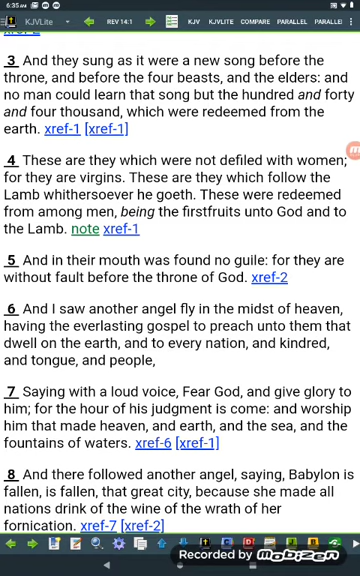 6:35 AM
KJVLite REV 14:1 KJV KJVLITE COMPARE PARALLEL PARALLEL
xref-2
3 And they sung as it were a new song before the
throne, and before the four beasts, and the elders: and
no man could learn that song but the hundred and forty
and four thousand, which were redeemed from the
earth. xref-1 [xref-1]
4 These are they which were not defiled with women;
for they are virgins. These are they which follow the
Lamb whithersoever he goeth. These were redeemed
from among men, being the firstfruits unto God and to
the Lamb. note xref-1
5 And in their mouth was found no guile: for they are
without fault before the throne of God. xref-2
6 And I saw another angel fly in the midst of heaven,
having the everlasting gospel to preach unto them that
dwell on the earth, and to every nation, and kindred,
and tongue, and people,
7 Saying with a loud voice, Fear God, and give glory to
him; for the hour of his judgment is come: and worship
him that made heaven, and earth, and the sea, and the
fountains of waters. xref-6 [xref-1]
8 And there followed another angel, saying, Babylon is
fallen, is fallen, that great city, because she made all
nations drink of the wine of the wrath of her
fornication. xref-7 [xref-2]
Recorded by mobizen